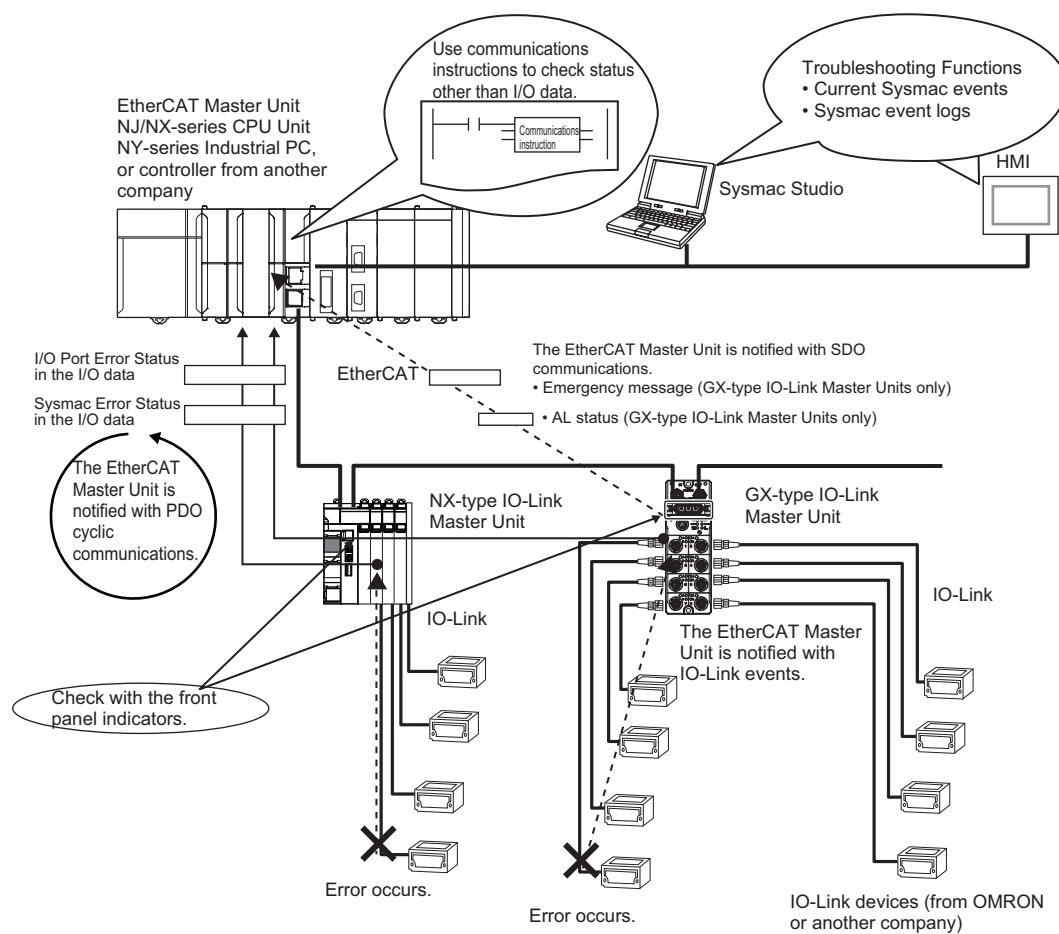 Use communications
instructions to check status
other than I/O data.
Communications
instruction
Troubleshooting Functions
• Current Sysmac events
• Sysmac event logs
EtherCAT Master Unit
NJ/NX-series CPU Unit
NY-series Industrial PC,
or controller from another
company
Sysmac Studio
HMI
I/O Port Error Status
in the I/O data
Sysmac Error Status
in the I/O data
EtherCAT
The EtherCAT Master Unit is notified with SDO
communications.
• Emergency message (GX-type IO-Link Master Units only)
• AL status (GX-type IO-Link Master Units only)
The EtherCAT
Master Unit is
notified with PDO
cyclic
communications.
NX-type IO-Link
Master Unit
GX-type IO-Link
Master Unit
IO-Link
IO-Link
The EtherCAT Master
Unit is notified with
IO-Link events.
Check with the front
panel indicators.
Error occurs.
Error occurs.
IO-Link devices (from OMRON
or another company)